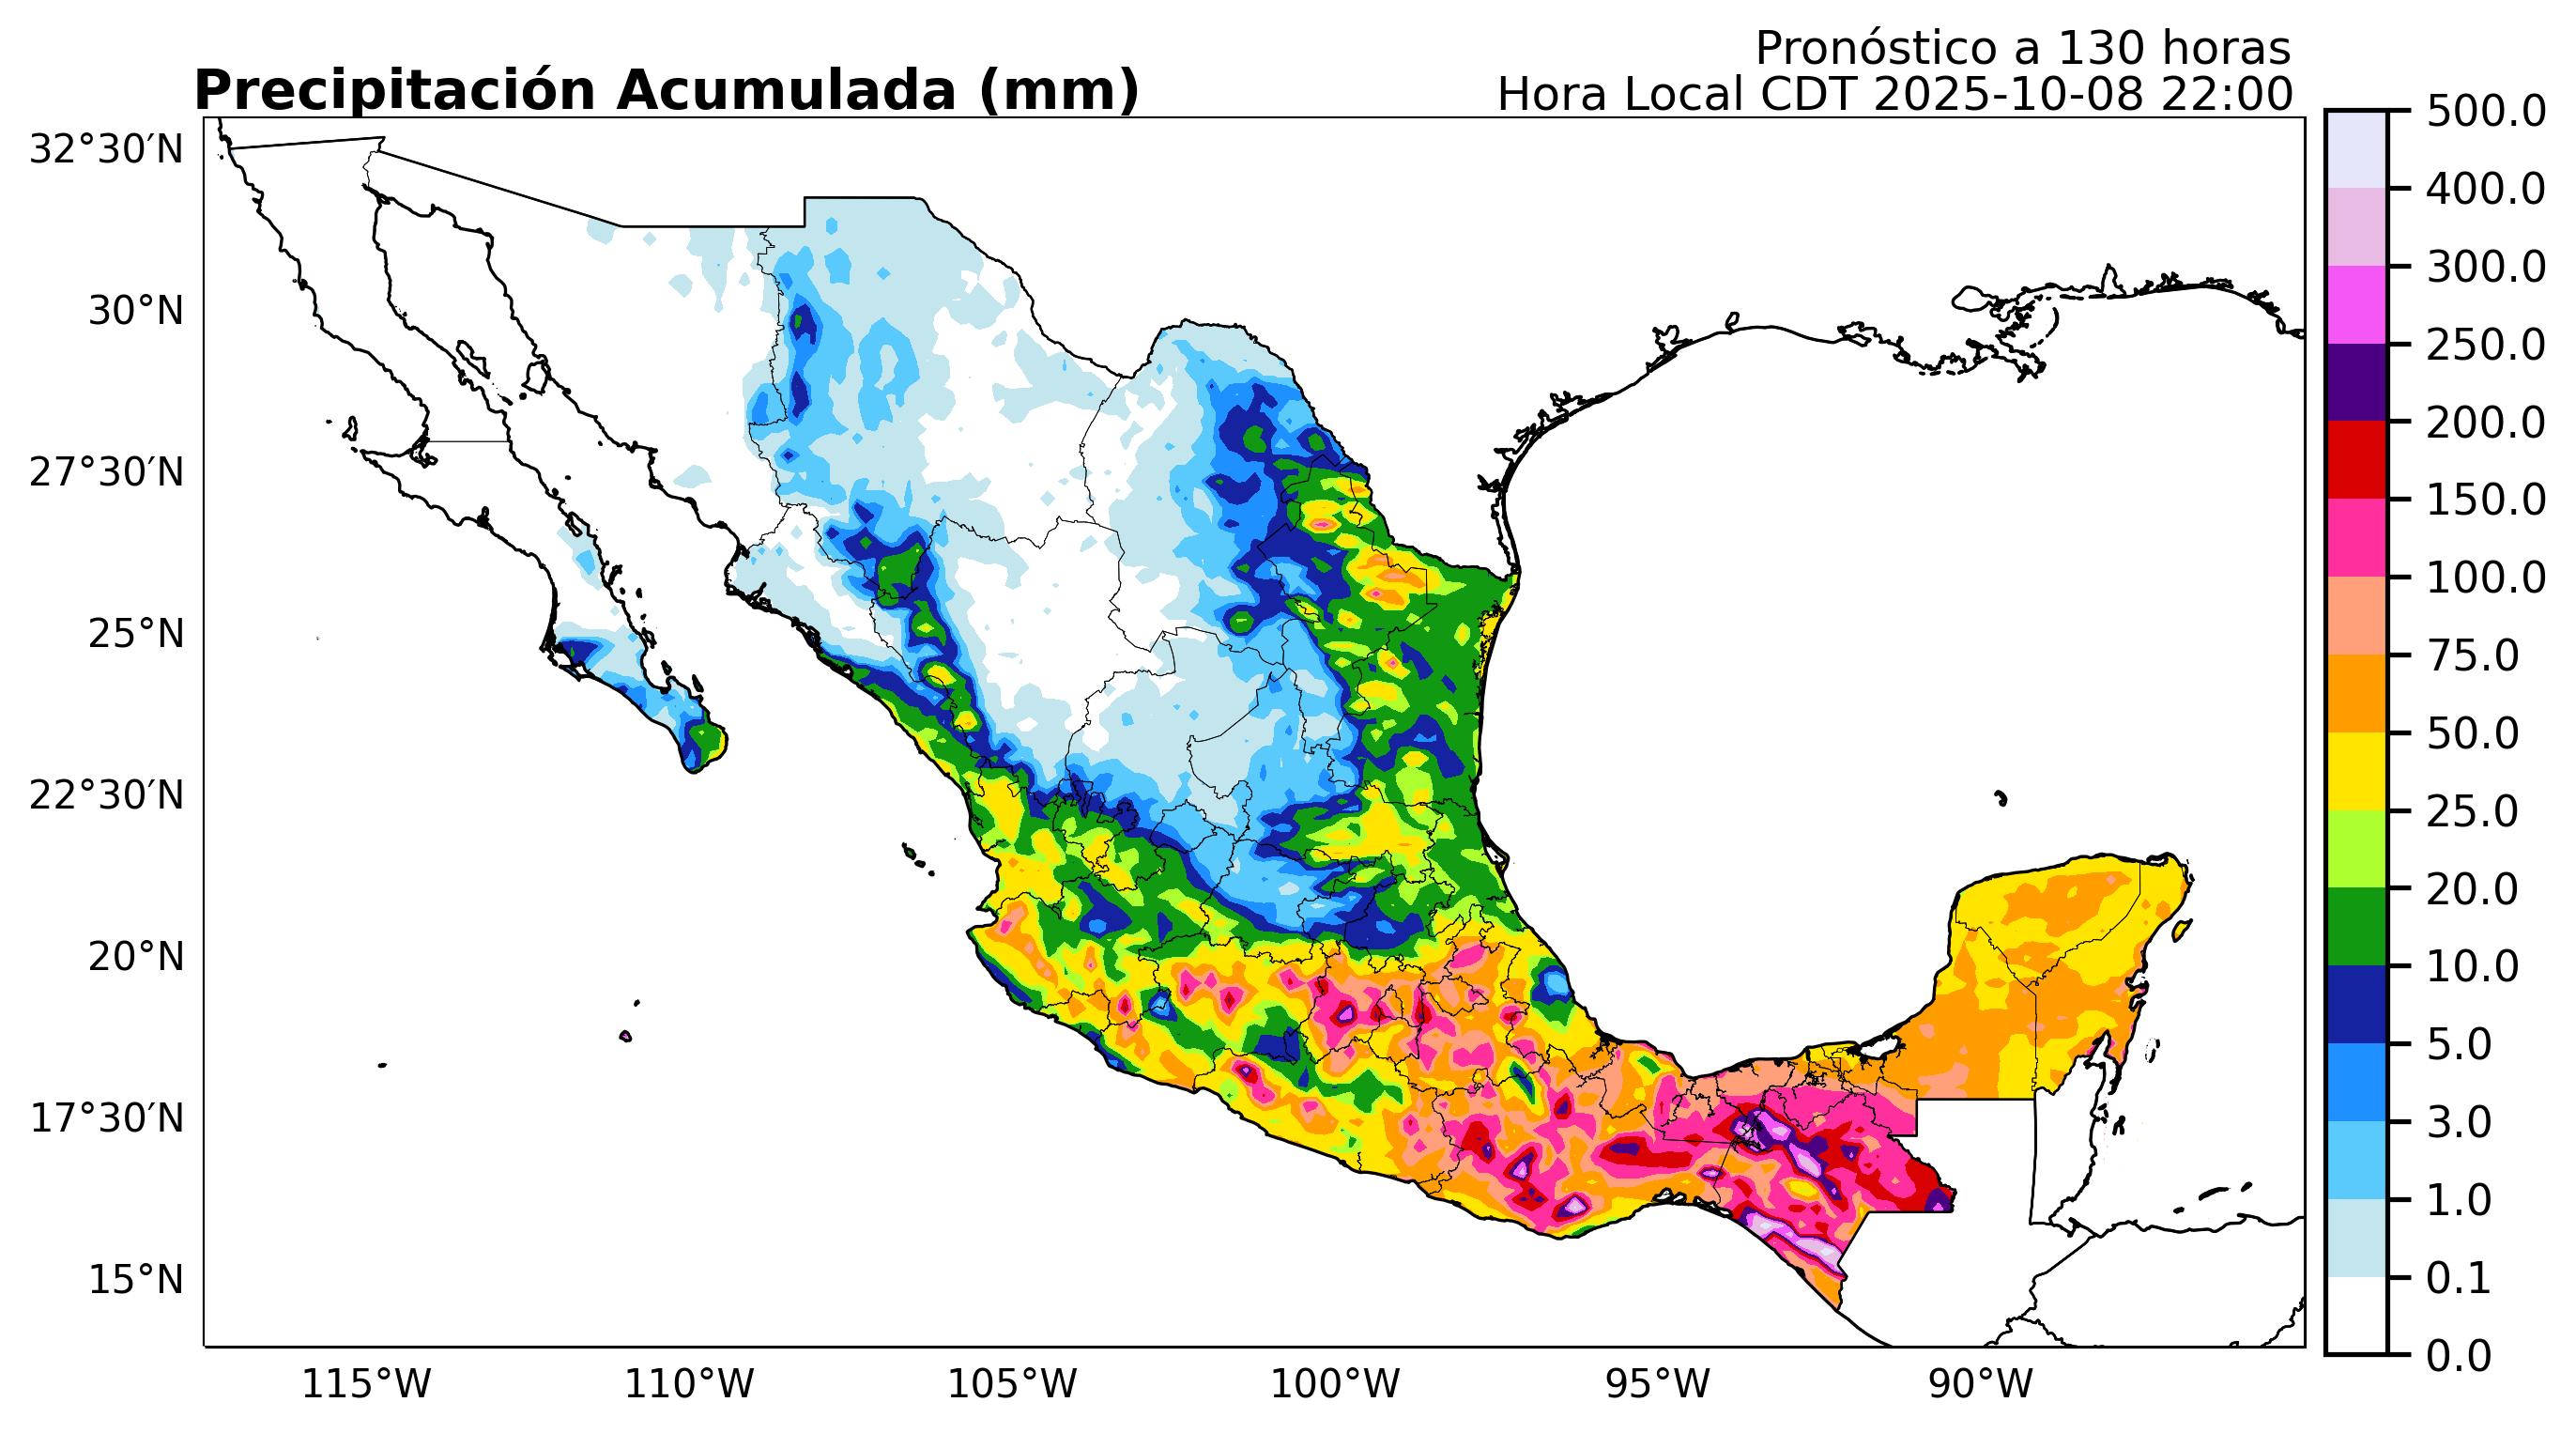 Pronóstico a 130 horas
Precipitación Acumulada (mm)
Hora Local CDT 2025-10-08 22:00
32°30′N
30°N
27°30′N
25°N
22°30′N
20°N
17°30′N
15°N
115°W
110°W
105°W
100°W
95°W
90°W
500.0
400.0
300.0
250.0
200.0
150.0
100.0
75.0
50.0
25.0
20.0
10.0
5.0
3.0
1.0
0.1
0.0